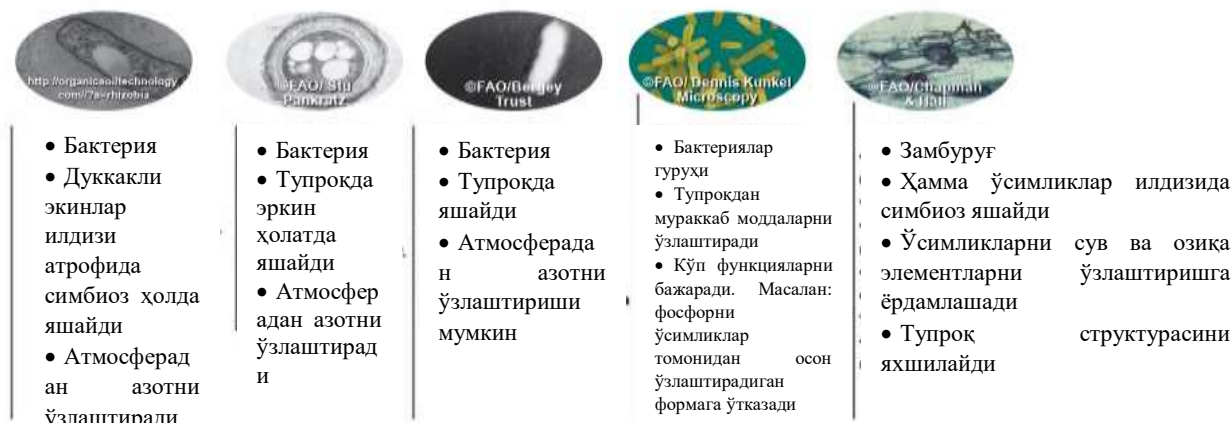 http://organicsoiltechnology
com//?s=rhizobia
©FAO/ Stu
Pankratz
©FAO/Bergey
Trust
©FAO/ Dennis Kunkel
Microscopy
©FAO/Chapman
& Hall
• Бактерия
• Дуккакли
экинлар
илдизи
атрофида
симбиоз ҳолда
яшайди
• Атмосферад
ан азотни
ўзлаштиради
• Бактерия
• Тупроқда
эркин
ҳолатда
яшайди
• Атмосфер
адан азотни
ўзлаштирад
и
• Бактерия
• Тупроқда
яшайди
• Атмосферада
н азотни
ўзлаштириши
мумкин
• Бактериялар
гуруҳи
• Тупроқдан
мураккаб моддаларни
ўзлаштиради
• Кўп функцияларни
бажаради. Масалан:
фосфорни
ўсимликлар
томонидан осон
ўзлаштирадиган
формага ўтказади
• Замбуруғ
• Ҳамма ўсимликлар илдизида
симбиоз яшайди
• Ўсимликларни сув ва озиқа
элементларни ўзлаштиришга
ёрдамлашади
• Тупроқ структурасини
яхшилайди